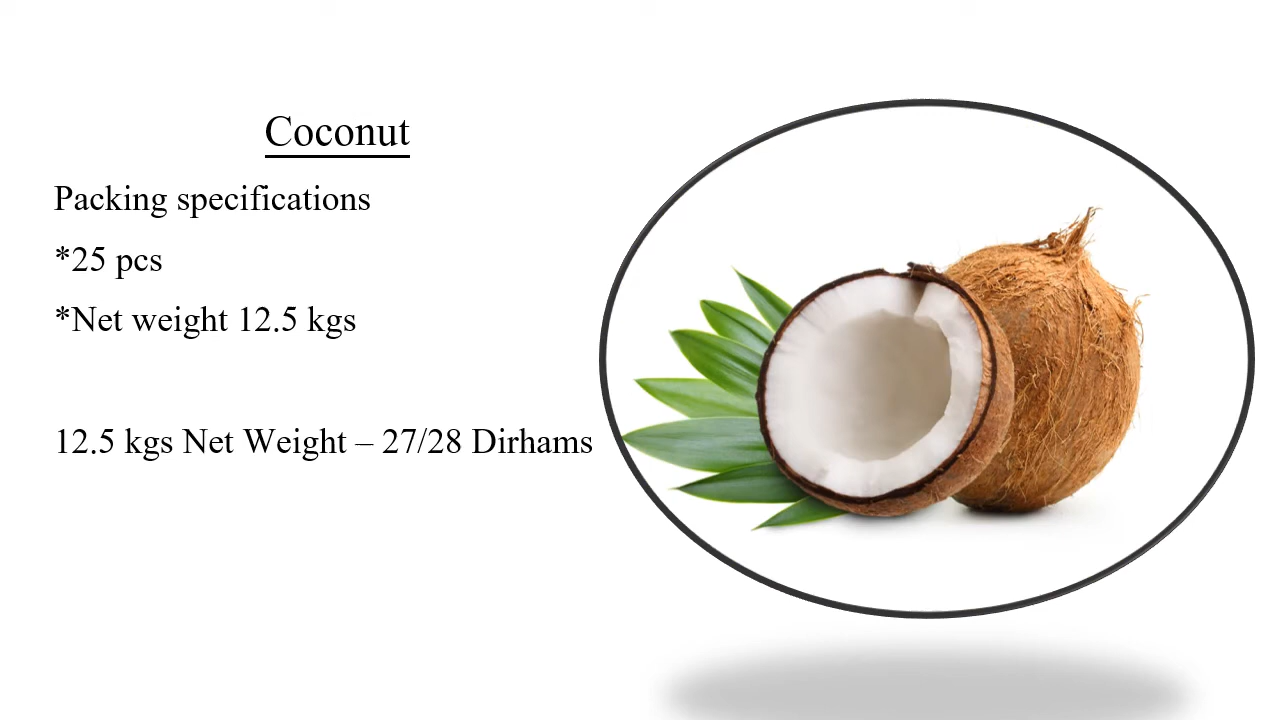 Coconut
Packing specifications
*25 pcs
*Net weight 12.5 kgs
12.5 kgs Net Weight – 27/28 Dirhams